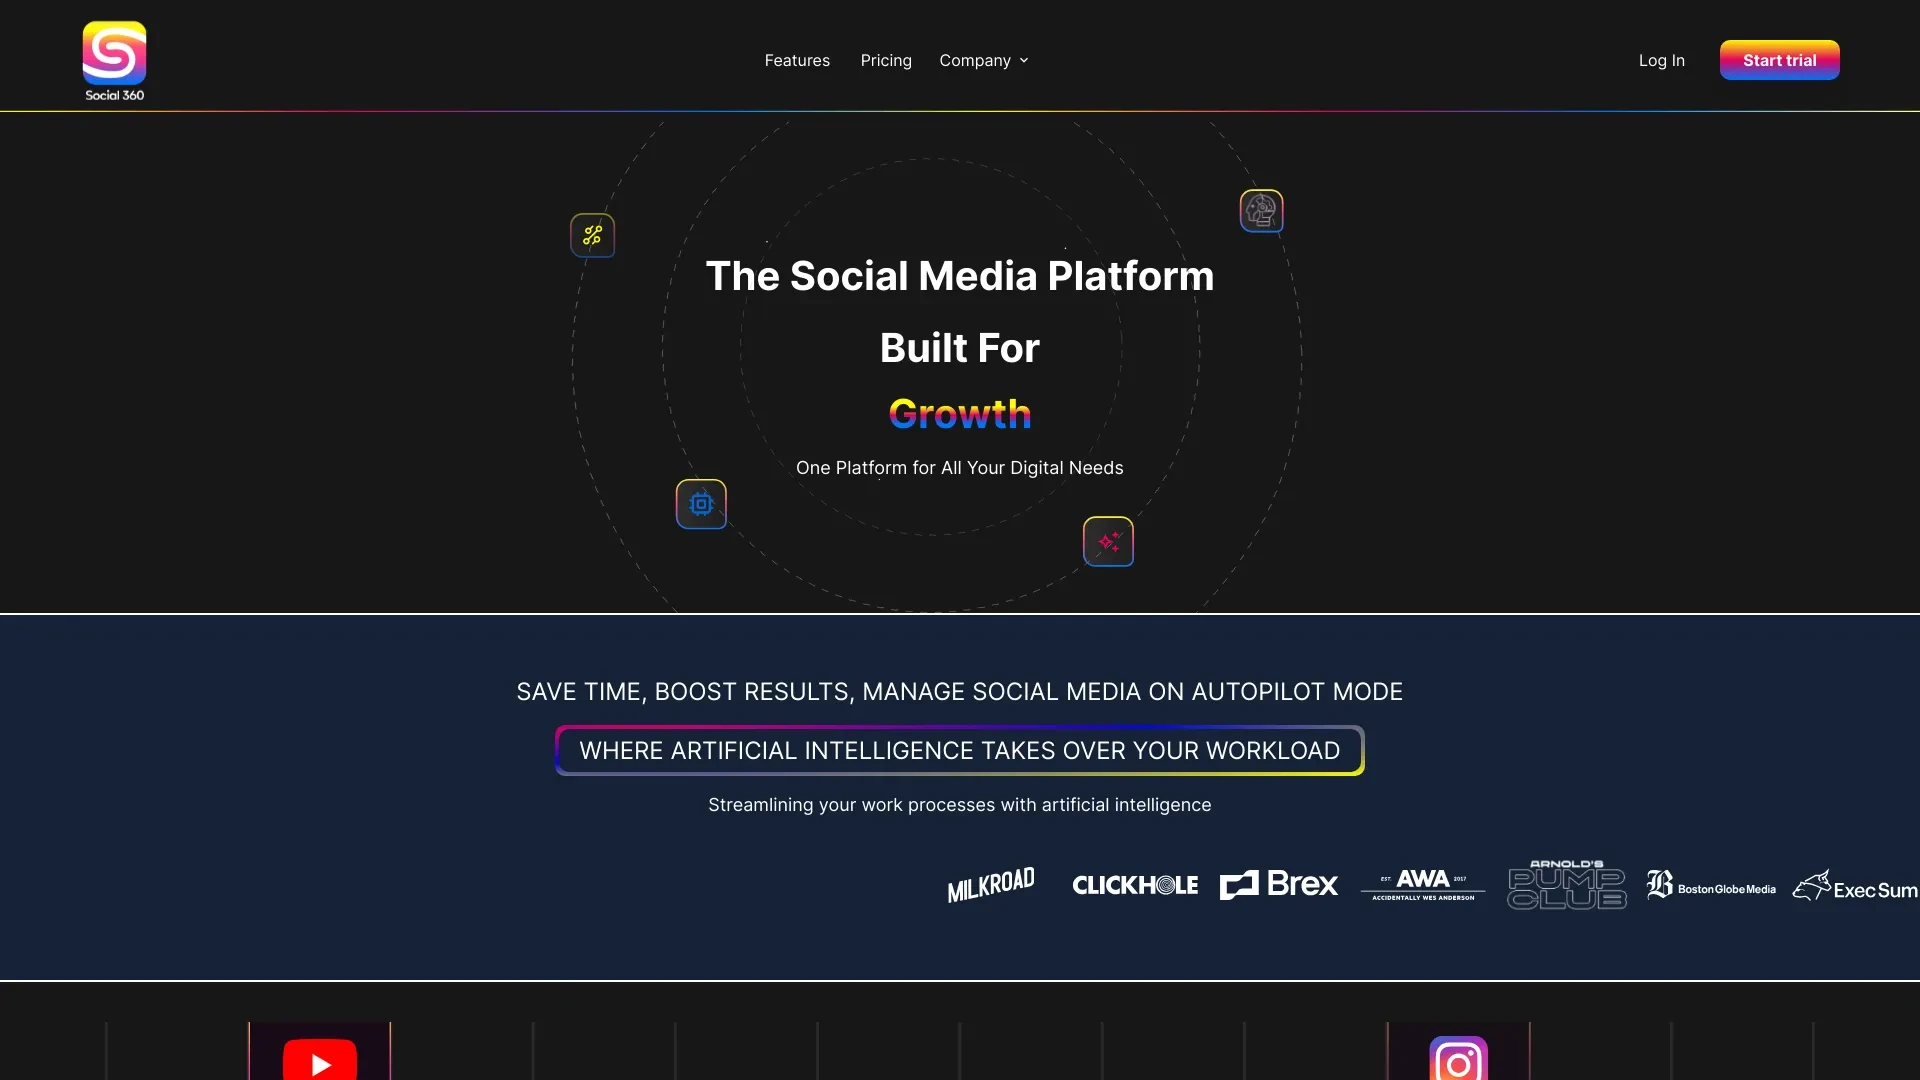 Social 360
Features
Pricing
Company
Log In
Start trial
The Social Media Platform
Built For
Growth
One Platform for All Your Digital Needs
SAVE TIME, BOOST RESULTS, MANAGE SOCIAL MEDIA ON AUTOPILOT MODE
WHERE ARTIFICIAL INTELLIGENCE TAKES OVER YOUR WORKLOAD
Streamlining your work processes with artificial intelligence
MILKROAD
CLICKHOLE
Brex
EST. AWA 2017
ACCIDENTALLY WES ANDERSON
ARNOLD'S
PUMP
CLUB
B Boston Globe Media
Exec Sum